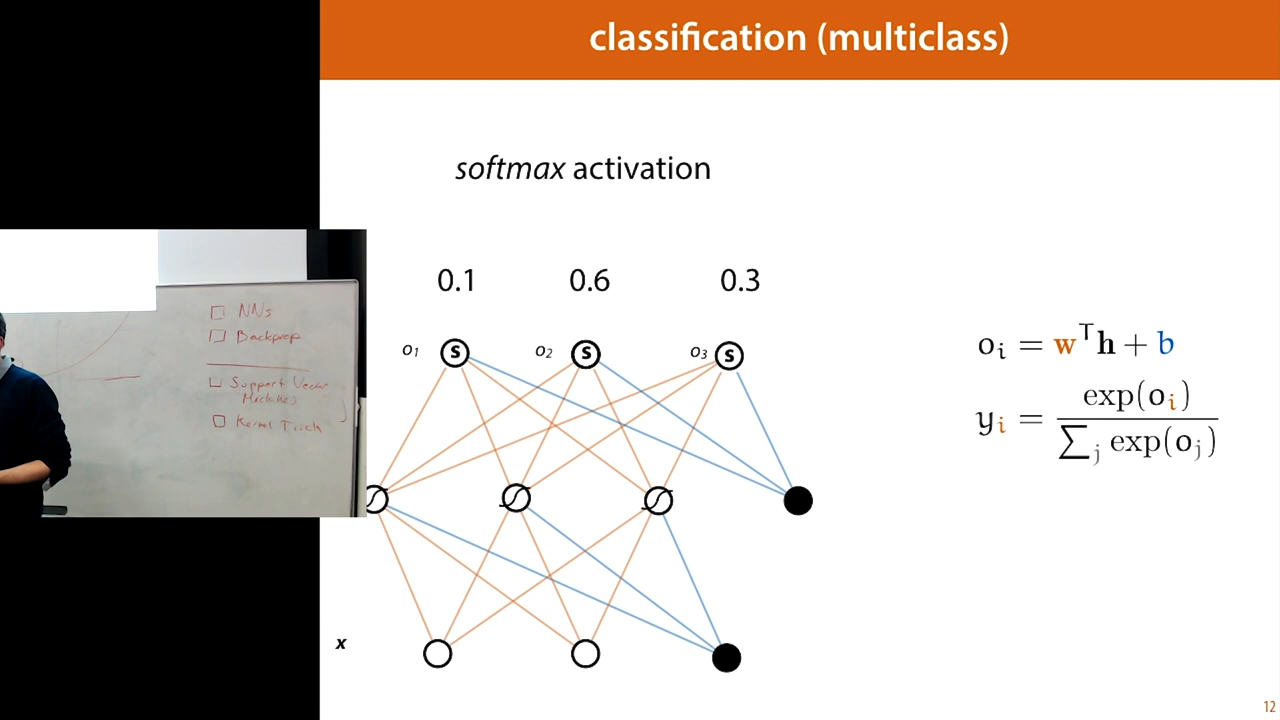 classification (multiclass)
softmax activation
0.1 0.6 0.3
o₁ S o₂ S o₃ S
oᵢ = wᵀh + b
yᵢ = exp(oᵢ) / ∑ⱼ exp(oⱼ)
NNs
Backprop
Support Vector
Machines
Kernel Trick
x
12